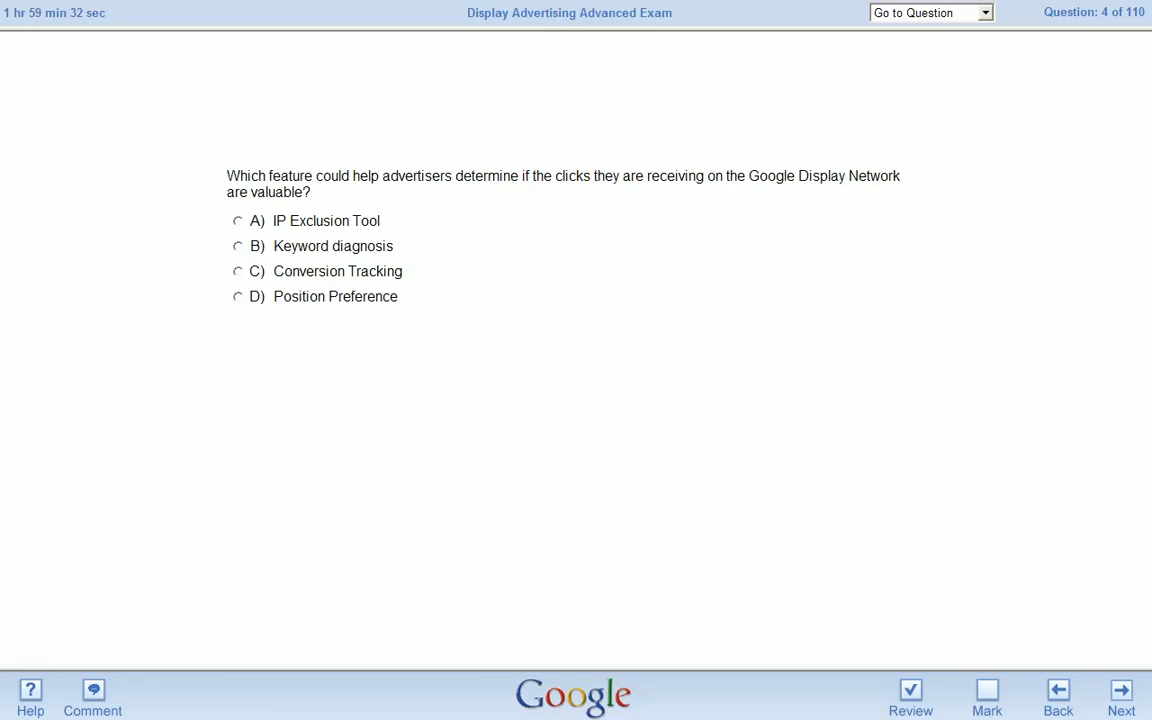 1 hr 59 min 32 sec
Display Advertising Advanced Exam
Go to Question
Question: 4 of 110
Which feature could help advertisers determine if the clicks they are receiving on the Google Display Network
are valuable?
A) IP Exclusion Tool
B) Keyword diagnosis
C) Conversion Tracking
D) Position Preference
? Help
Comment
Google
Review
Mark
Back
Next